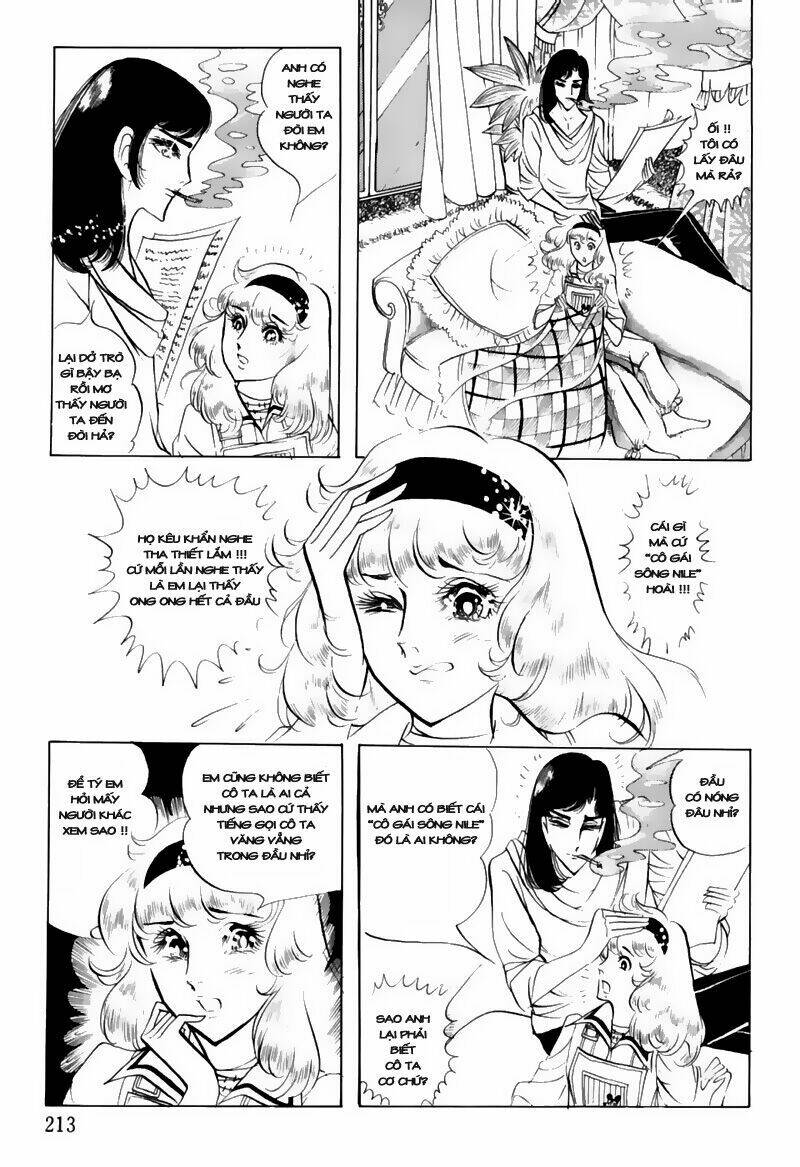 ỐI !!
TÔI CÓ
LẤY ĐÂU
MÀ RẢ?
ANH CÓ
NGHE
THẤY
NGƯỜI TA
ĐÒI EM
KHÔNG?
LẠI DỞ TRÒ
GÌ BẬY BẠ
RỒI MƠ
THẤY NGƯỜI
TA ĐẾN
ĐÒI HẢ?
CÁI GÌ
MÀ CỨ
"CÔ GÁI
SÔNG NILE"
HOÀI !!!
HỌ KÊU KHẨN NGHE
THA THIẾT LẮM !!!
CỨ MỖI LẦN NGHE THẤY
LÀ EM LẠI THẤY
ONG ONG HẾT CẢ ĐẦU
ĐẦU
CÓ NÓNG
ĐÂU NHỈ?
MÀ ANH CÓ BIẾT CÁI
"CÔ GÁI SÔNG NILE"
ĐÓ LÀ AI KHÔNG?
SAO ANH
LẠI PHẢI
BIẾT
CÔ TA
CƠ CHỨ?
EM CŨNG KHÔNG BIẾT
CÔ TA LÀ AI CẢ
NHƯNG SAO CỨ THẤY
TIẾNG GỌI CÔ TA
VĂNG VẲNG
TRONG ĐẦU NHỈ?
ĐỂ TÝ EM
HỎI MẤY
NGƯỜI KHÁC
XEM SAO !!
213